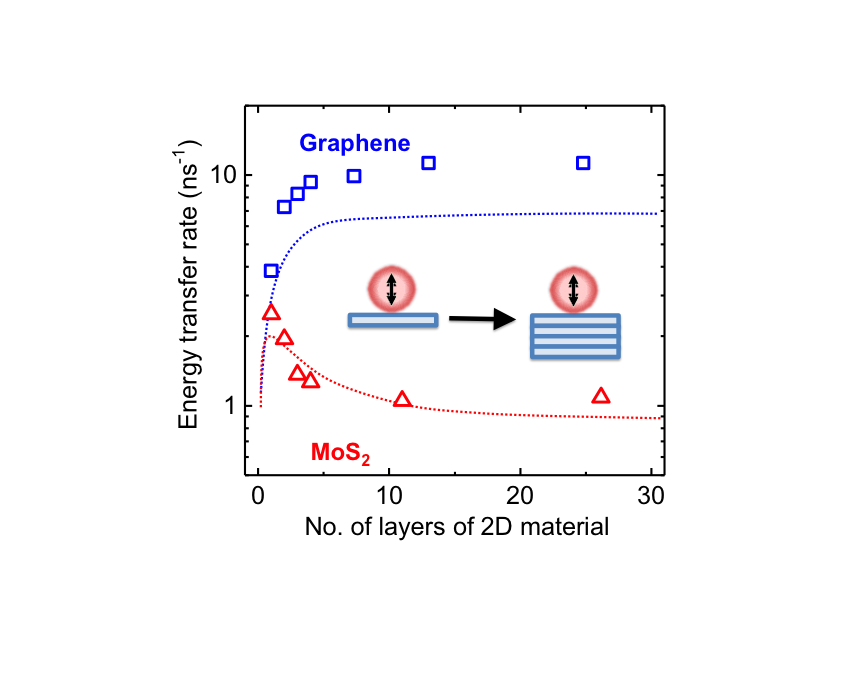 Graphene
10
1
MoS₂
0 10 20 30
No. of layers of 2D material
Energy transfer rate (ns⁻¹)